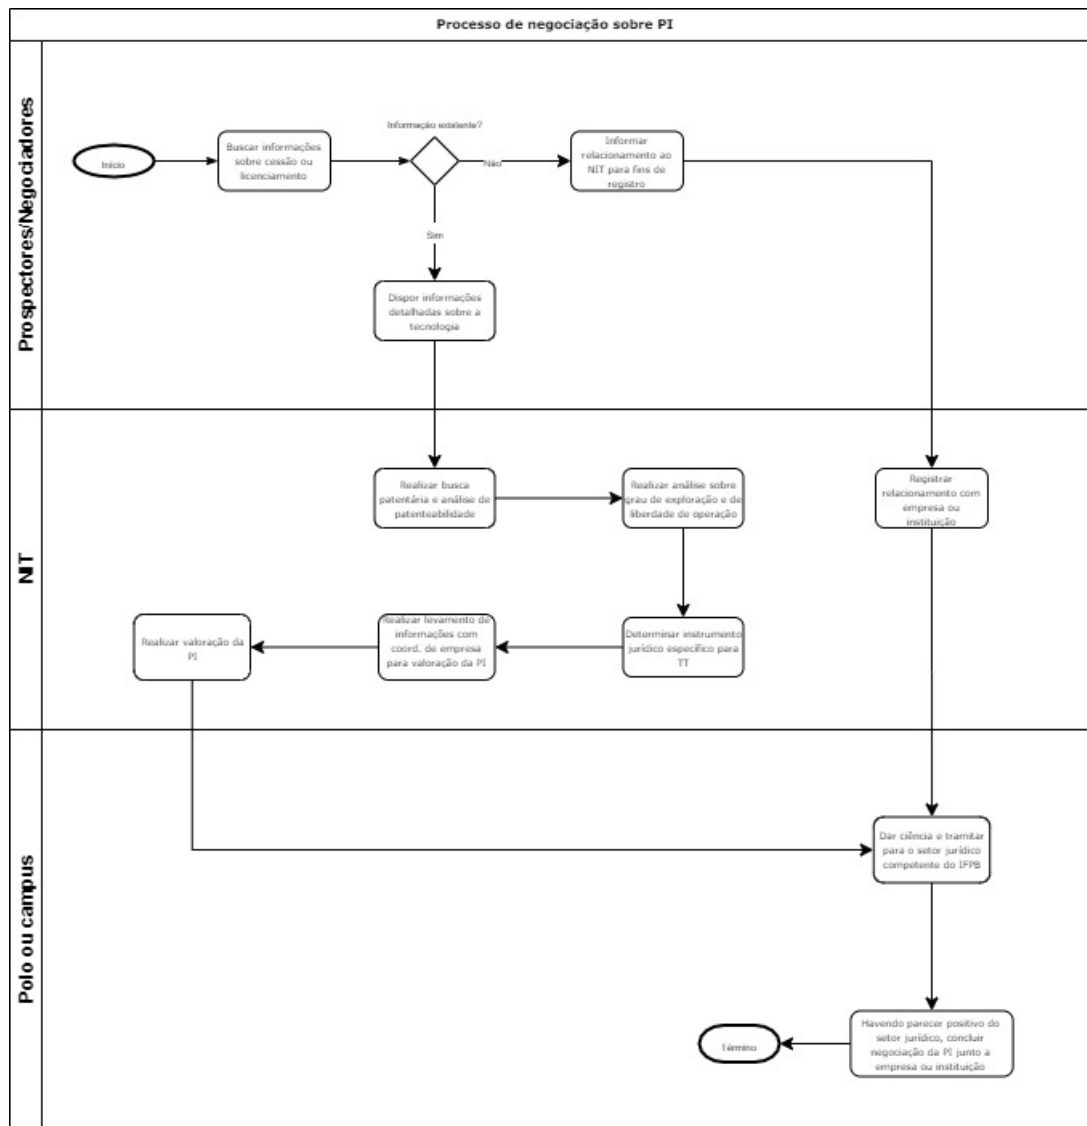 Processo de negociação sobre PI
Prospectores/Negociadores
Início
Buscar informações
sobre cessão ou
licenciamento
Informação existente?
Não
Informar
relacionamento ao
NIT para fins de
registro
Sim
Dispor informações
detalhadas sobre a
tecnologia
NIT
Realizar busca
patentária e análise de
patenteabilidade
Realizar análise sobre
grau de exploração e de
liberdade de operação
Registrar
relacionamento com
empresa ou
instituição
Realizar valoração da
PI
Realizar levamento de
informações com
coord. de empresa
para valoração da PI
Determinar instrumento
jurídico específico para
TT
Polo ou campus
Dar ciência e tramitar
para o setor jurídico
competente do IFPB
Término
Havendo parecer positivo do
setor jurídico, concluir
negociação da PI junto a
empresa ou instituição